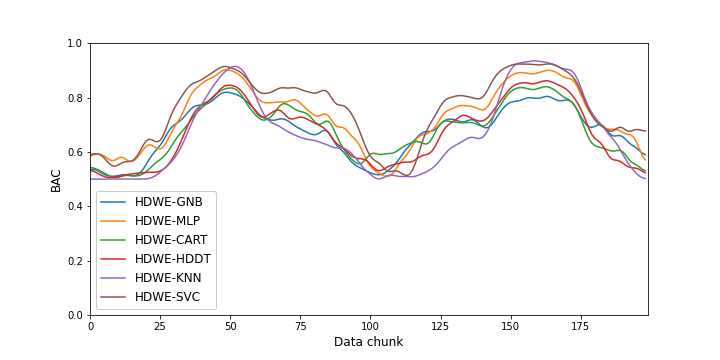 1.0
0.8
0.6
0.4
0.2
0.0
BAC
HDWE-GNB
HDWE-MLP
HDWE-CART
HDWE-HDDT
HDWE-KNN
HDWE-SVC
0 25 50 75 100 125 150 175
Data chunk